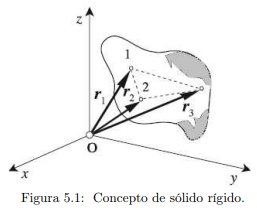 z
1
2
r1
r2
r3
O
x
y
Figura 5.1: Concepto de sólido rígido.